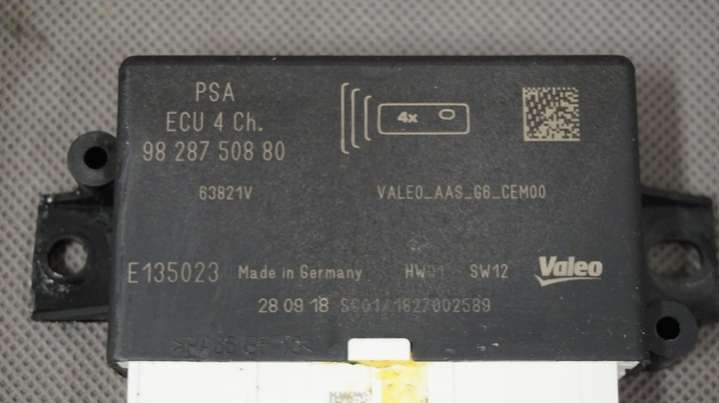 PSA
ECU 4 Ch.
98 287 508 80
4x
63821V
VALEO_AAS_G6_CEM00
E135023 Made in Germany HW01 SW12 Valeo
28 09 18